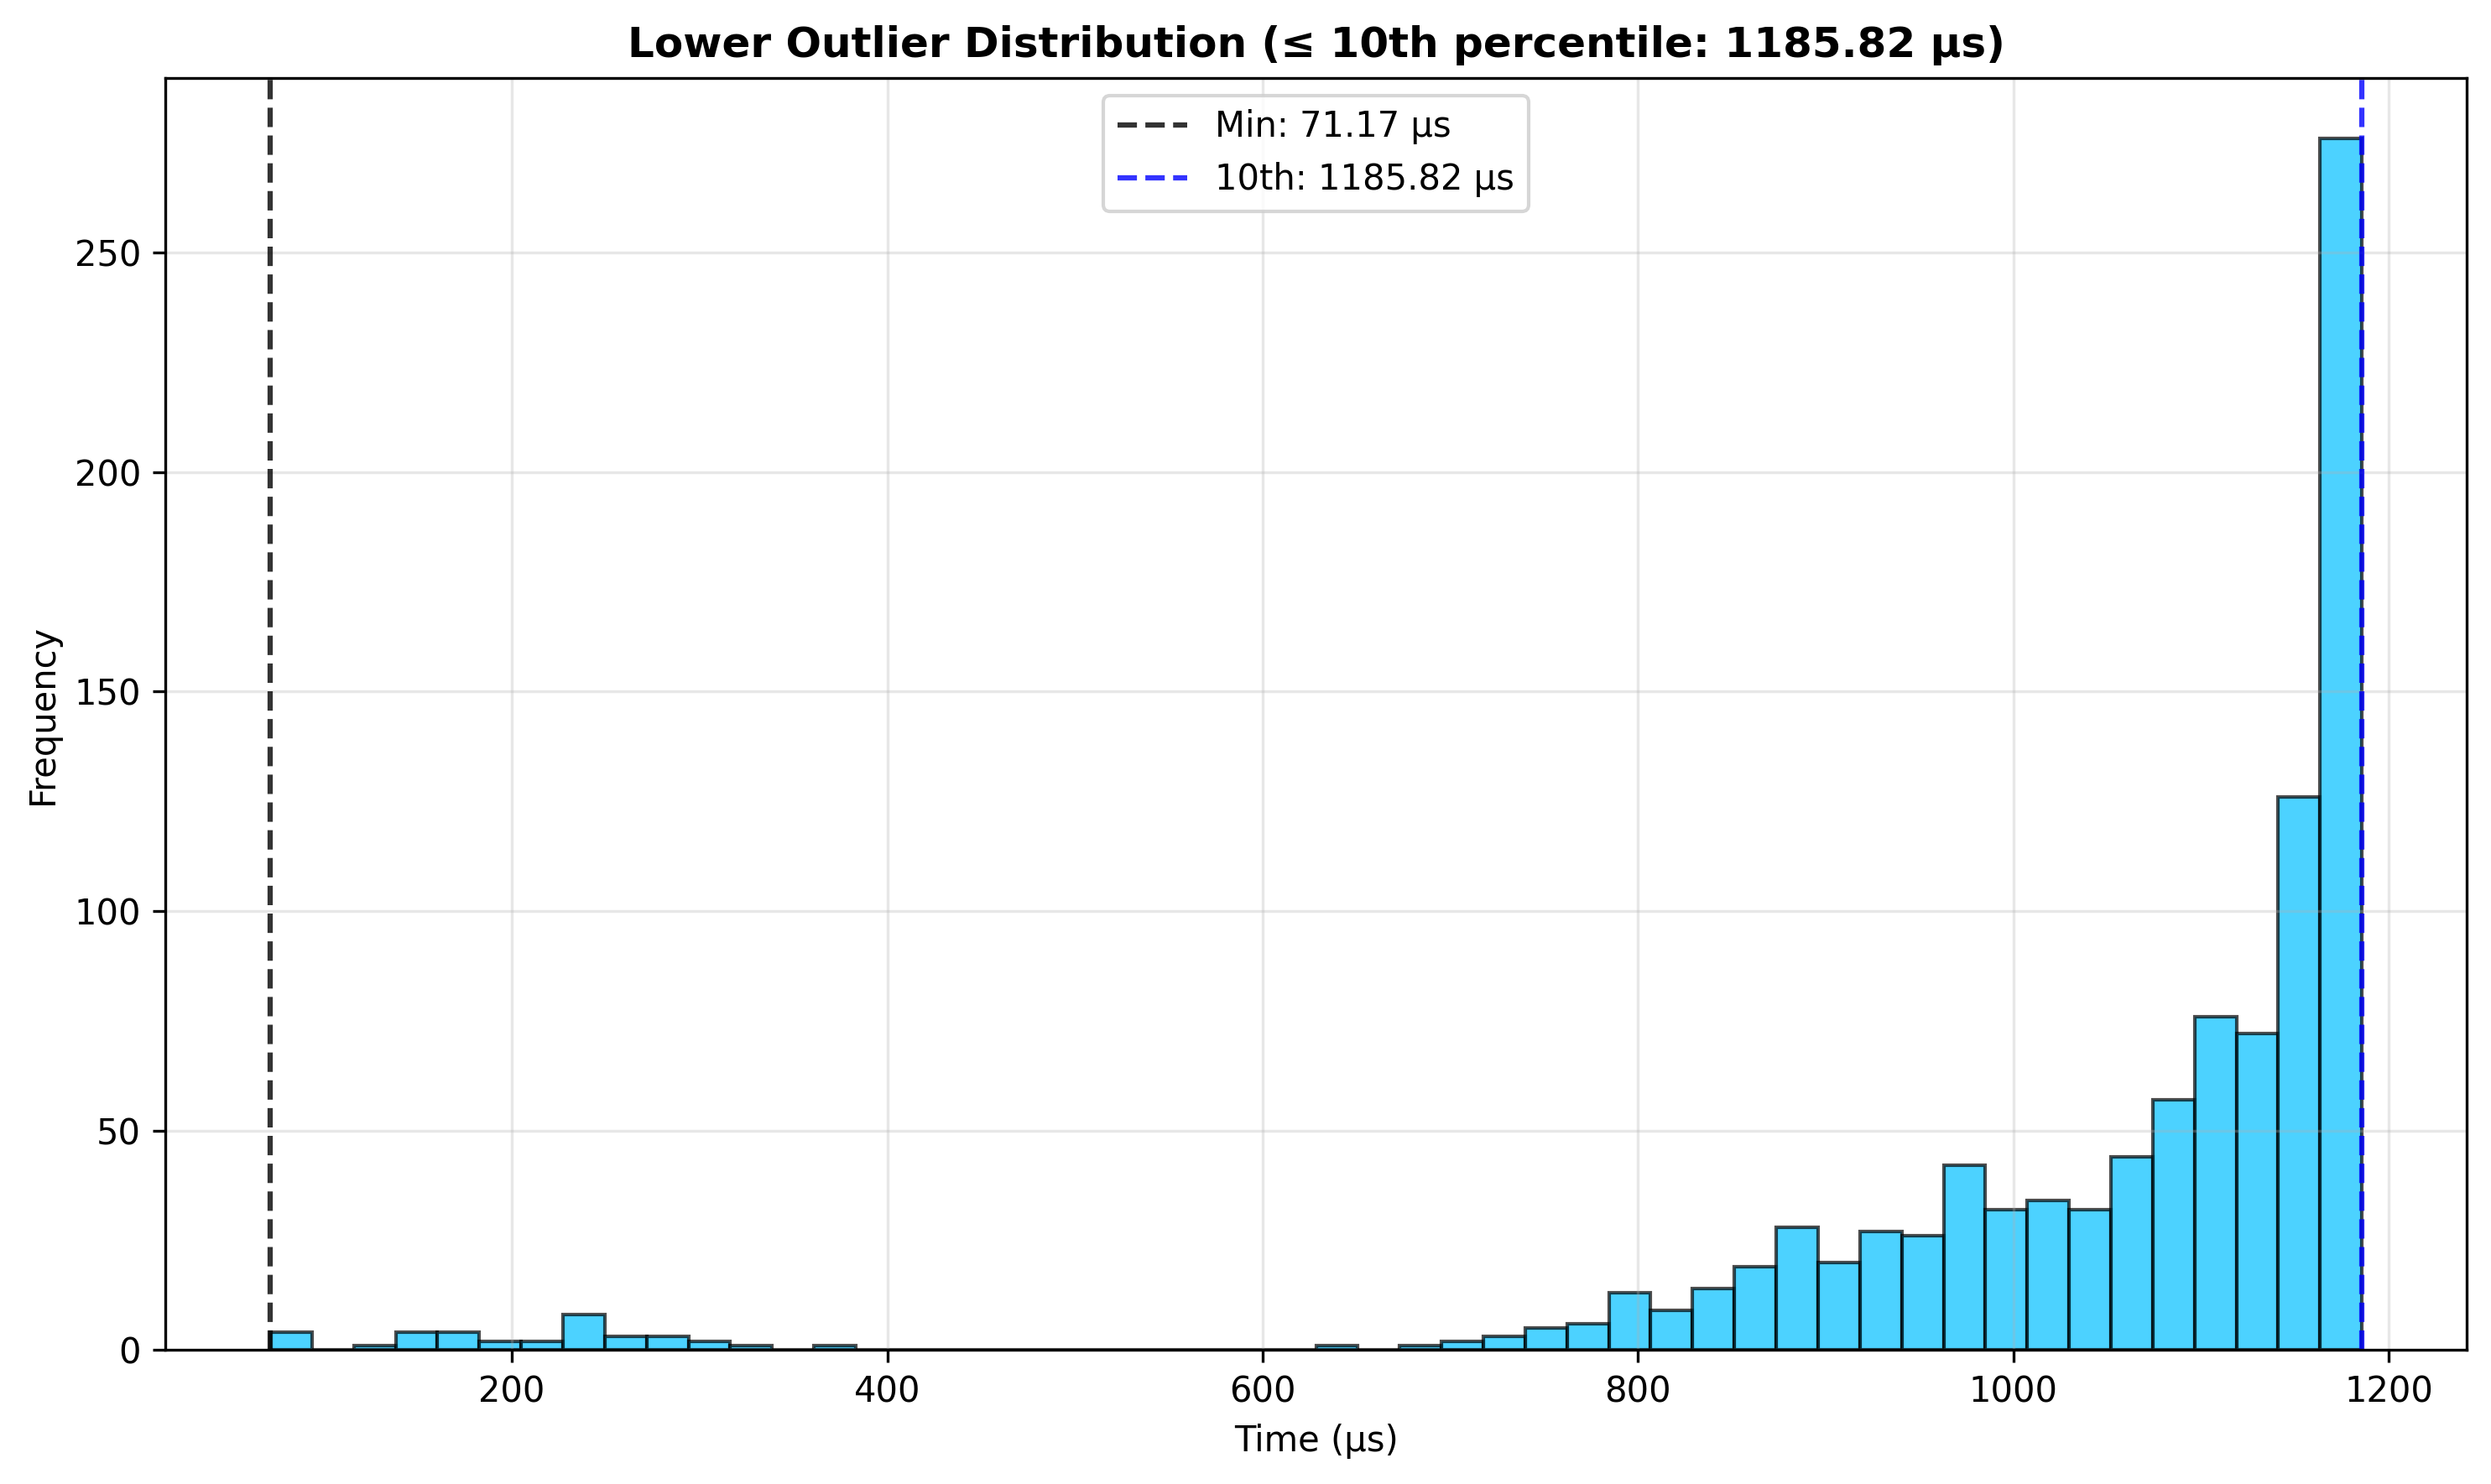 Lower Outlier Distribution (≤ 10th percentile: 1185.82 µs)
Min: 71.17 µs
10th: 1185.82 µs
250
200
150
100
50
0
Frequency
200 400 600 800 1000 1200
Time (µs)